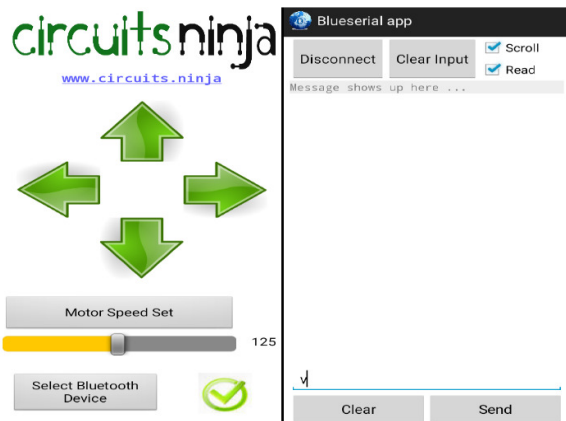 circuits ninja
www.circuits.ninja
Motor Speed Set
125
Select Bluetooth
Device
Blueserial app
Disconnect
Clear Input
Scroll
Read
Message shows up here ...
v
Clear
Send